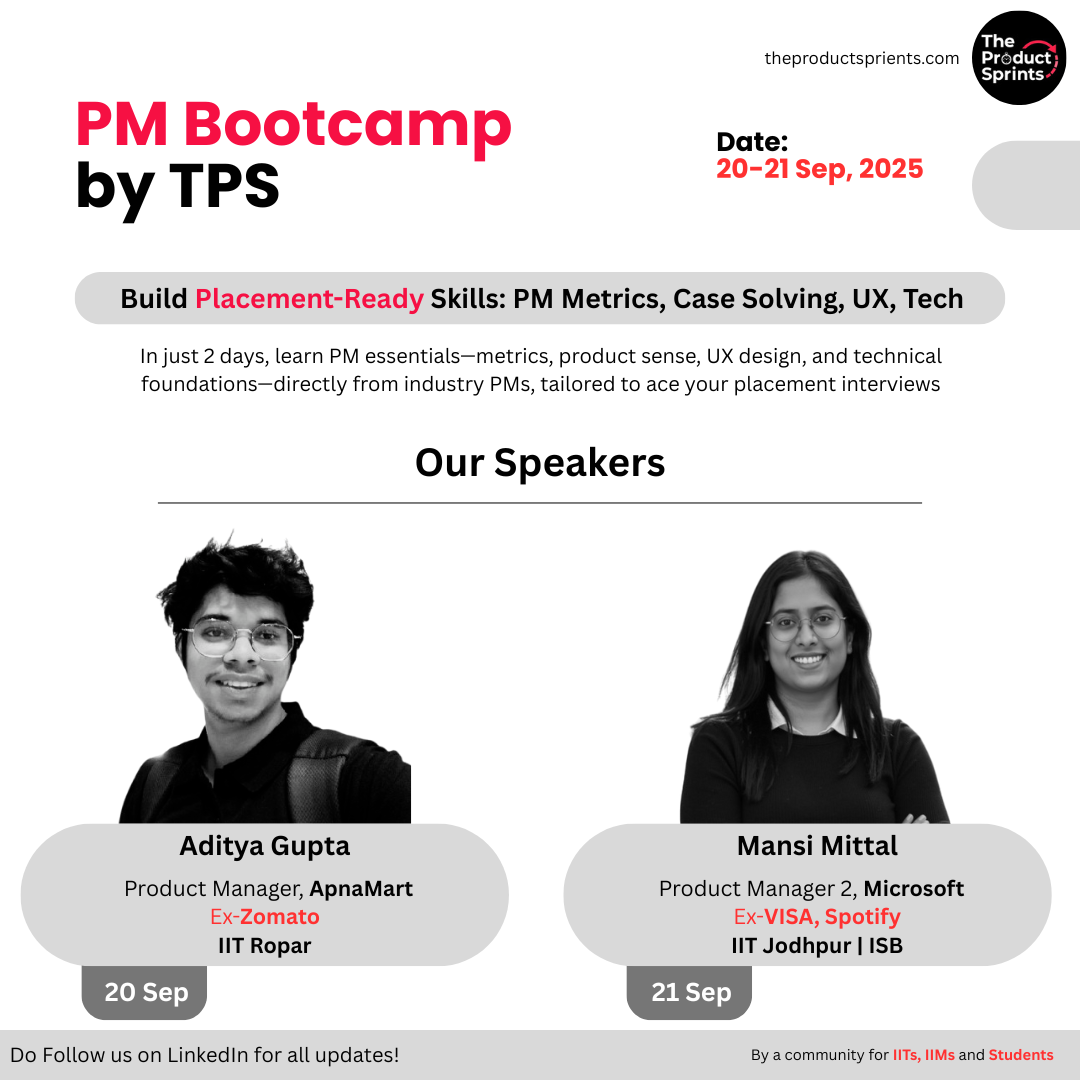 theproductsprients.com
The
Product
Sprints
PM Bootcamp
by TPS
Date:
20-21 Sep, 2025
Build Placement-Ready Skills: PM Metrics, Case Solving, UX, Tech
In just 2 days, learn PM essentials—metrics, product sense, UX design, and technical
foundations—directly from industry PMs, tailored to ace your placement interviews
Our Speakers
Aditya Gupta
Product Manager, ApnaMart
Ex-Zomato
IIT Ropar
20 Sep
Mansi Mittal
Product Manager 2, Microsoft
Ex-VISA, Spotify
IIT Jodhpur | ISB
21 Sep
Do Follow us on LinkedIn for all updates!
By a community for IITs, IIMs and Students